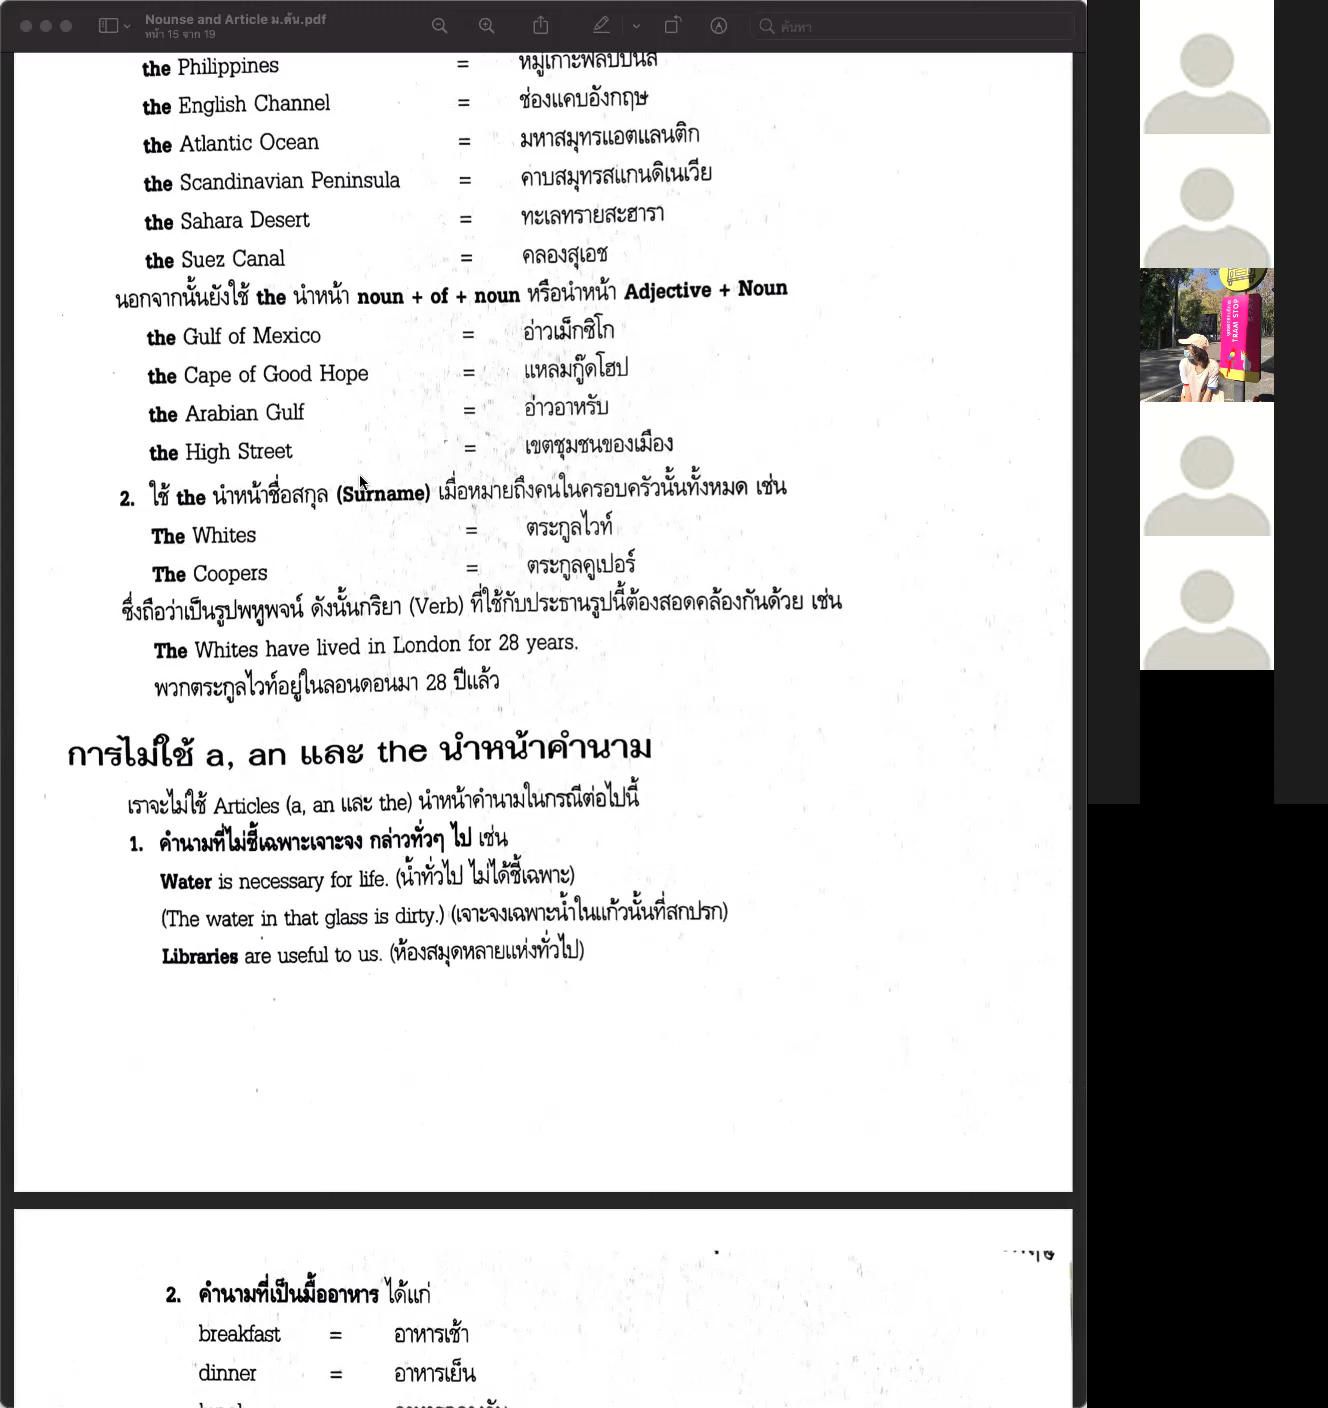 Nounse and Article ม.ต้น.pdf
หน้า 15 จาก 19
ค้นหา
the Philippines = หมู่เกาะฟิลิปปินส์
the English Channel = ช่องแคบอังกฤษ
the Atlantic Ocean = มหาสมุทรแอตแลนติก
the Scandinavian Peninsula = คาบสมุทรสแกนดิเนเวีย
the Sahara Desert = ทะเลทรายสะฮารา
the Suez Canal = คลองสุเอช
นอกจากนั้นยังใช้ the นำหน้า noun + of + noun หรือนำหน้า Adjective + Noun
the Gulf of Mexico = อ่าวเม็กซิโก
the Cape of Good Hope = แหลมกู๊ดโฮป
the Arabian Gulf = อ่าวอาหรับ
the High Street = เขตชุมชนของเมือง
2. ใช้ the นำหน้าชื่อสกุล (Surname) เมื่อหมายถึงคนในครอบครัวนั้นทั้งหมด เช่น
The Whites = ตระกูลไวท์
The Coopers = ตระกูลคูเปอร์
ซึ่งถือว่าเป็นรูปพหูพจน์ ดังนั้นกริยา (Verb) ที่ใช้กับประธานรูปนี้ต้องสอดคล้องกันด้วย เช่น
The Whites have lived in London for 28 years.
พวกตระกูลไวท์อยู่ในลอนดอนมา 28 ปีแล้ว
การไม่ใช้ a, an และ the นำหน้าคำนาม
เราจะไม่ใช้ Articles (a, an และ the) นำหน้าคำนามในกรณีต่อไปนี้
1. คำนามที่ไม่ชี้เฉพาะเจาะจง กล่าวทั่วๆ ไป เช่น
Water is necessary for life. (น้ำทั่วไป ไม่ได้ชี้เฉพาะ)
(The water in that glass is dirty.) (เจาะจงเฉพาะน้ำในแก้วนั้นที่สกปรก)
Libraries are useful to us. (ห้องสมุดหลายแห่งทั่วไป)
2. คำนามที่เป็นมื้ออาหาร ได้แก่
breakfast = อาหารเช้า
dinner = อาหารเย็น
TRAM STOP